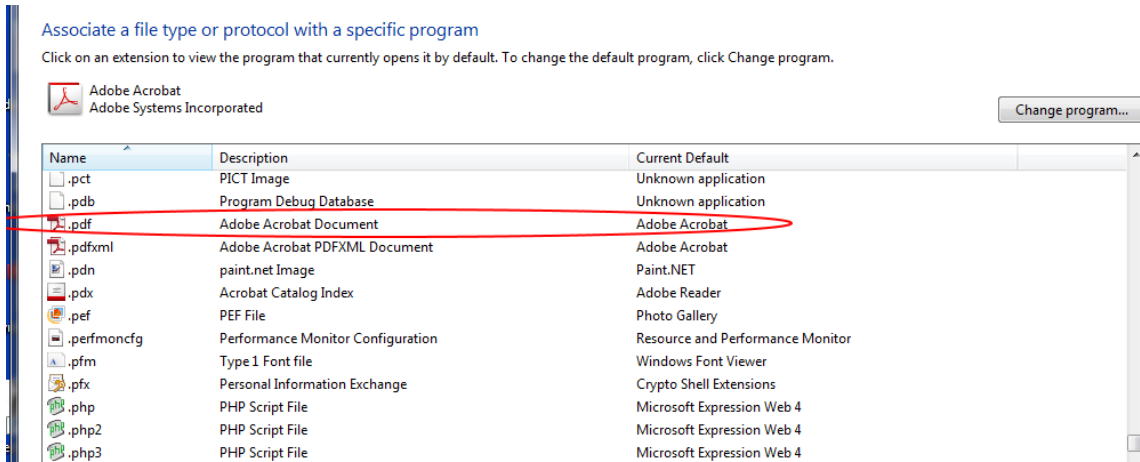 Associate a file type or protocol with a specific program
Click on an extension to view the program that currently opens it by default. To change the default program, click Change program.
Adobe Acrobat
Adobe Systems Incorporated
Change program...
Name Description Current Default
.pct PICT Image Unknown application
.pdb Program Debug Database Unknown application
.pdf Adobe Acrobat Document Adobe Acrobat
.pdfxml Adobe Acrobat PDFXML Document Adobe Acrobat
.pdn paint.net Image Paint.NET
.pdx Acrobat Catalog Index Adobe Reader
.pef PEF File Photo Gallery
.perfmoncfg Performance Monitor Configuration Resource and Performance Monitor
.pfm Type 1 Font file Windows Font Viewer
.pfx Personal Information Exchange Crypto Shell Extensions
.php PHP Script File Microsoft Expression Web 4
.php2 PHP Script File Microsoft Expression Web 4
.php3 PHP Script File Microsoft Expression Web 4